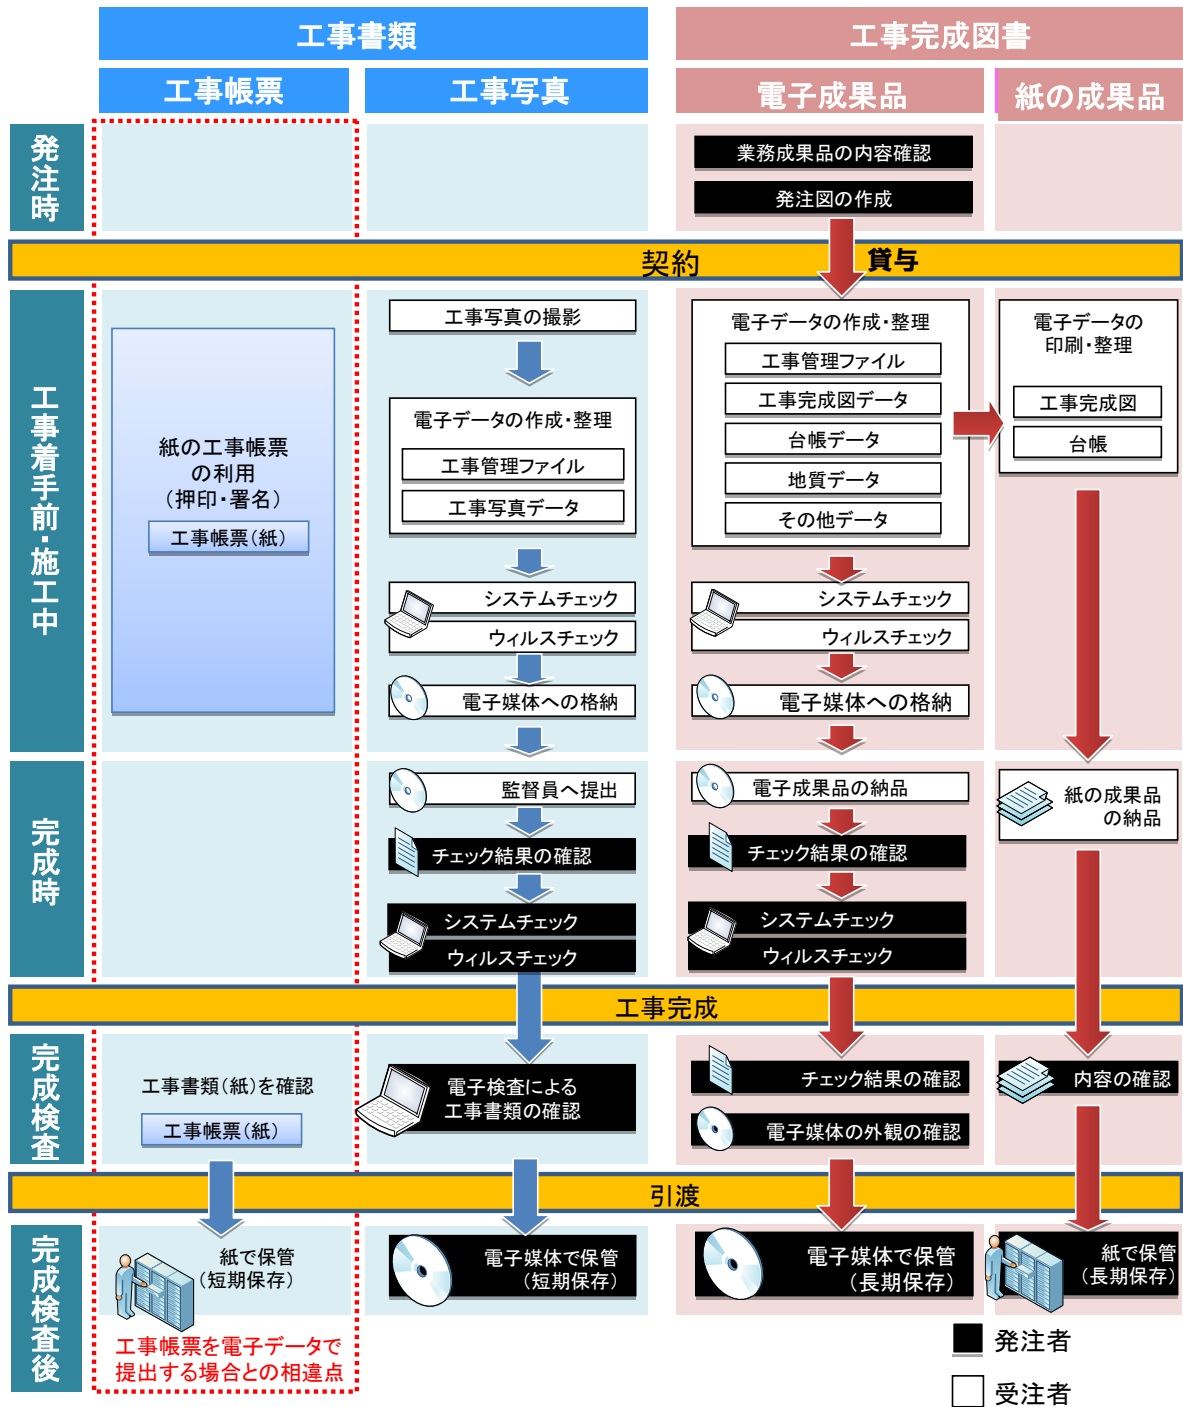 工事書類
工事完成図書
工事帳票
工事写真
電子成果品
紙の成果品
発注時
業務成果品の内容確認
発注図の作成
契約
貸与
工事着手前・施工中
紙の工事帳票
の利用
（押印・署名）
工事帳票（紙）
工事写真の撮影
電子データの作成・整理
工事管理ファイル
工事写真データ
システムチェック
ウィルスチェック
電子媒体への格納
電子データの作成・整理
工事管理ファイル
工事完成図データ
台帳データ
地質データ
その他データ
システムチェック
ウィルスチェック
電子媒体への格納
電子データの
印刷・整理
工事完成図
台帳
完成時
監督員へ提出
チェック結果の確認
システムチェック
ウィルスチェック
電子成果品の納品
チェック結果の確認
システムチェック
ウィルスチェック
紙の成果品
の納品
工事完成
完成検査
工事書類（紙）を確認
工事帳票（紙）
電子検査による
工事書類の確認
チェック結果の確認
電子媒体の外観の確認
内容の確認
引渡
完成検査後
紙で保管
（短期保存）
工事帳票を電子データで
提出する場合との相違点
電子媒体で保管
（短期保存）
電子媒体で保管
（長期保存）
紙で保管
（長期保存）
発注者
受注者